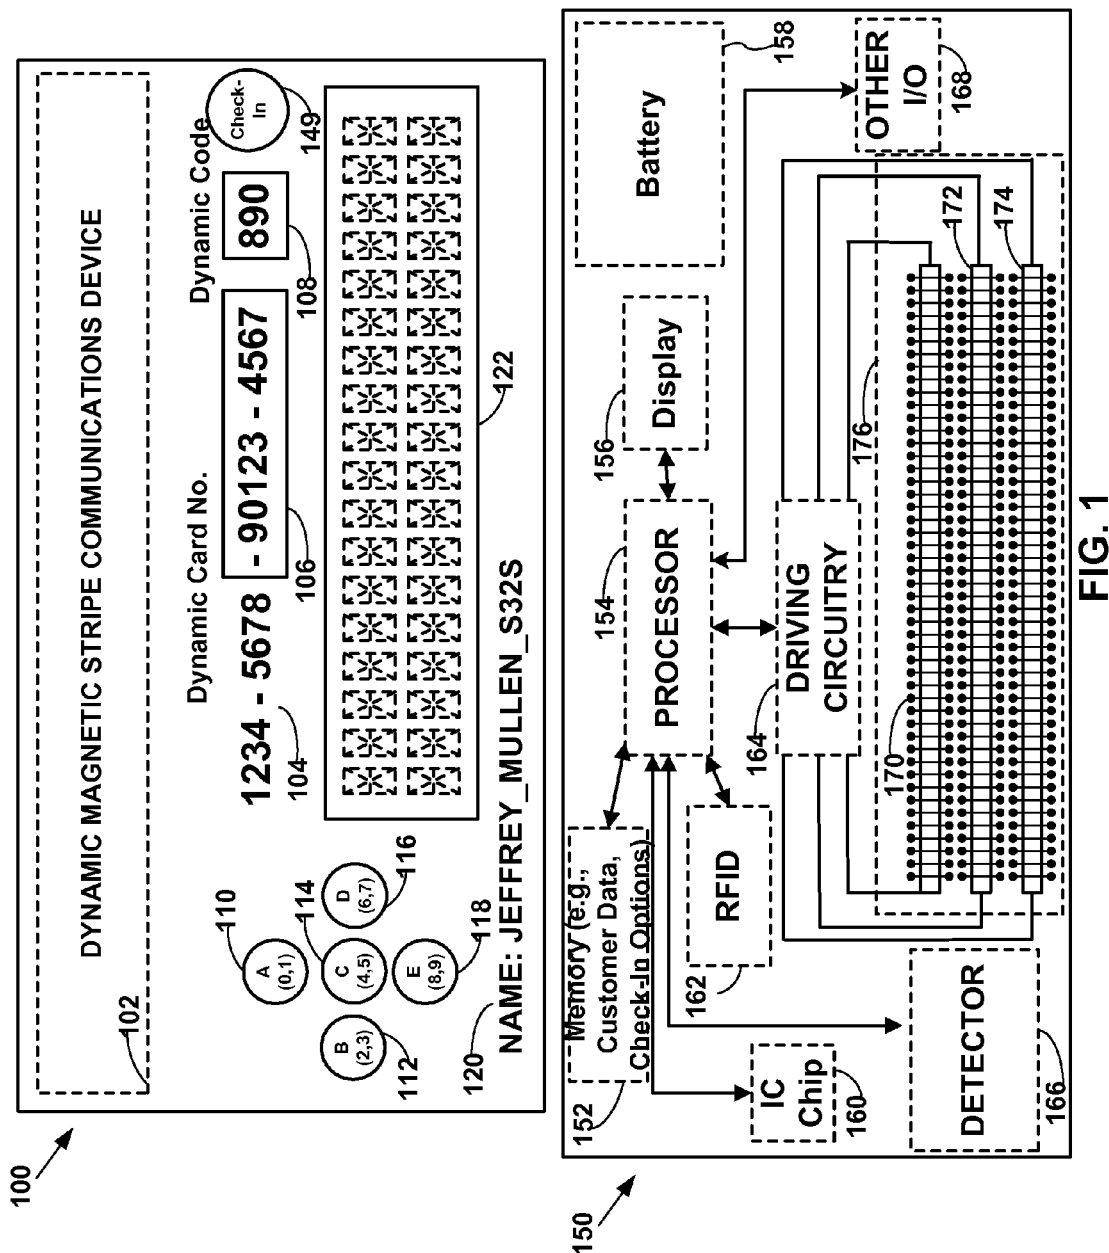 100
DYNAMIC MAGNETIC STRIPE COMMUNICATIONS DEVICE
102
Dynamic Card No.
Dynamic Code
110
A
(0,1)
B
(2,3)
112
114
C
(4,5)
D
(6,7)
116
E
(8,9)
118
1234 - 5678 - 90123 - 4567
890
Check-
In
104
106
108
149
122
120
NAME: JEFFREY_MULLEN_S32S
150
152
Memory (e.g.,
Customer Data,
Check-In Options)
154
PROCESSOR
156
Display
158
Battery
IC
Chip
160
162
RFID
164
DRIVING
CIRCUITRY
OTHER
I/O
168
DETECTOR
166
170
176
172
174
FIG. 1